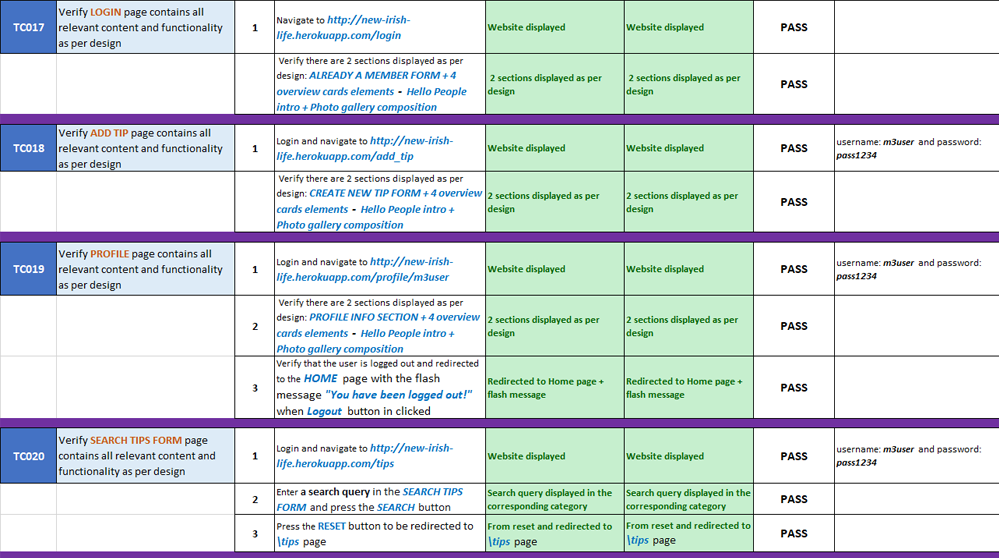 TC017
Verify LOGIN page contains all
relevant content and functionality
as per design
1
Navigate to http://new-irish-
life.herokuapp.com/login
Website displayed
Website displayed
PASS
Verify there are 2 sections displayed as per
design: ALREADY A MEMBER FORM + 4
overview cards elements - Hello People
intro + Photo gallery composition
2 sections displayed as per
design
2 sections displayed as per
design
PASS
TC018
Verify ADD TIP page contains all
relevant content and functionality
as per design
1
Login and navigate to http://new-irish-
life.herokuapp.com/add_tip
Website displayed
Website displayed
PASS
username: m3user and password:
pass1234
Verify there are 2 sections displayed as per
design: CREATE NEW TIP FORM + 4 overview
cards elements - Hello People intro +
Photo gallery composition
2 sections displayed as per
design
2 sections displayed as per
design
PASS
TC019
Verify PROFILE page contains all
relevant content and functionality
as per design
1
Login and navigate to http://new-irish-
life.herokuapp.com/profile/m3user
Website displayed
Website displayed
PASS
username: m3user and password:
pass1234
2
Verify there are 2 sections displayed as per
design: PROFILE INFO SECTION + 4 overview
cards elements - Hello People intro +
Photo gallery composition
2 sections displayed as per
design
2 sections displayed as per
design
PASS
3
Verify that the user is logged out and redirected
to the HOME page with the flash
message "You have been logged out!"
when Logout button in clicked
Redirected to Home page +
flash message
Redirected to Home page +
flash message
PASS
TC020
Verify SEARCH TIPS FORM page
contains all relevant content and
functionality as per design
1
Login and navigate to http://new-irish-
life.herokuapp.com/tips
Website displayed
Website displayed
PASS
username: m3user and password:
pass1234
2
Enter a search query in the SEARCH TIPS
FORM and press the SEARCH button
Search query displayed in the
corresponding category
Search query displayed in the
corresponding category
PASS
3
Press the RESET button to be redirected to
\tips page
From reset and redirected to
\tips page
From reset and redirected to
\tips page
PASS